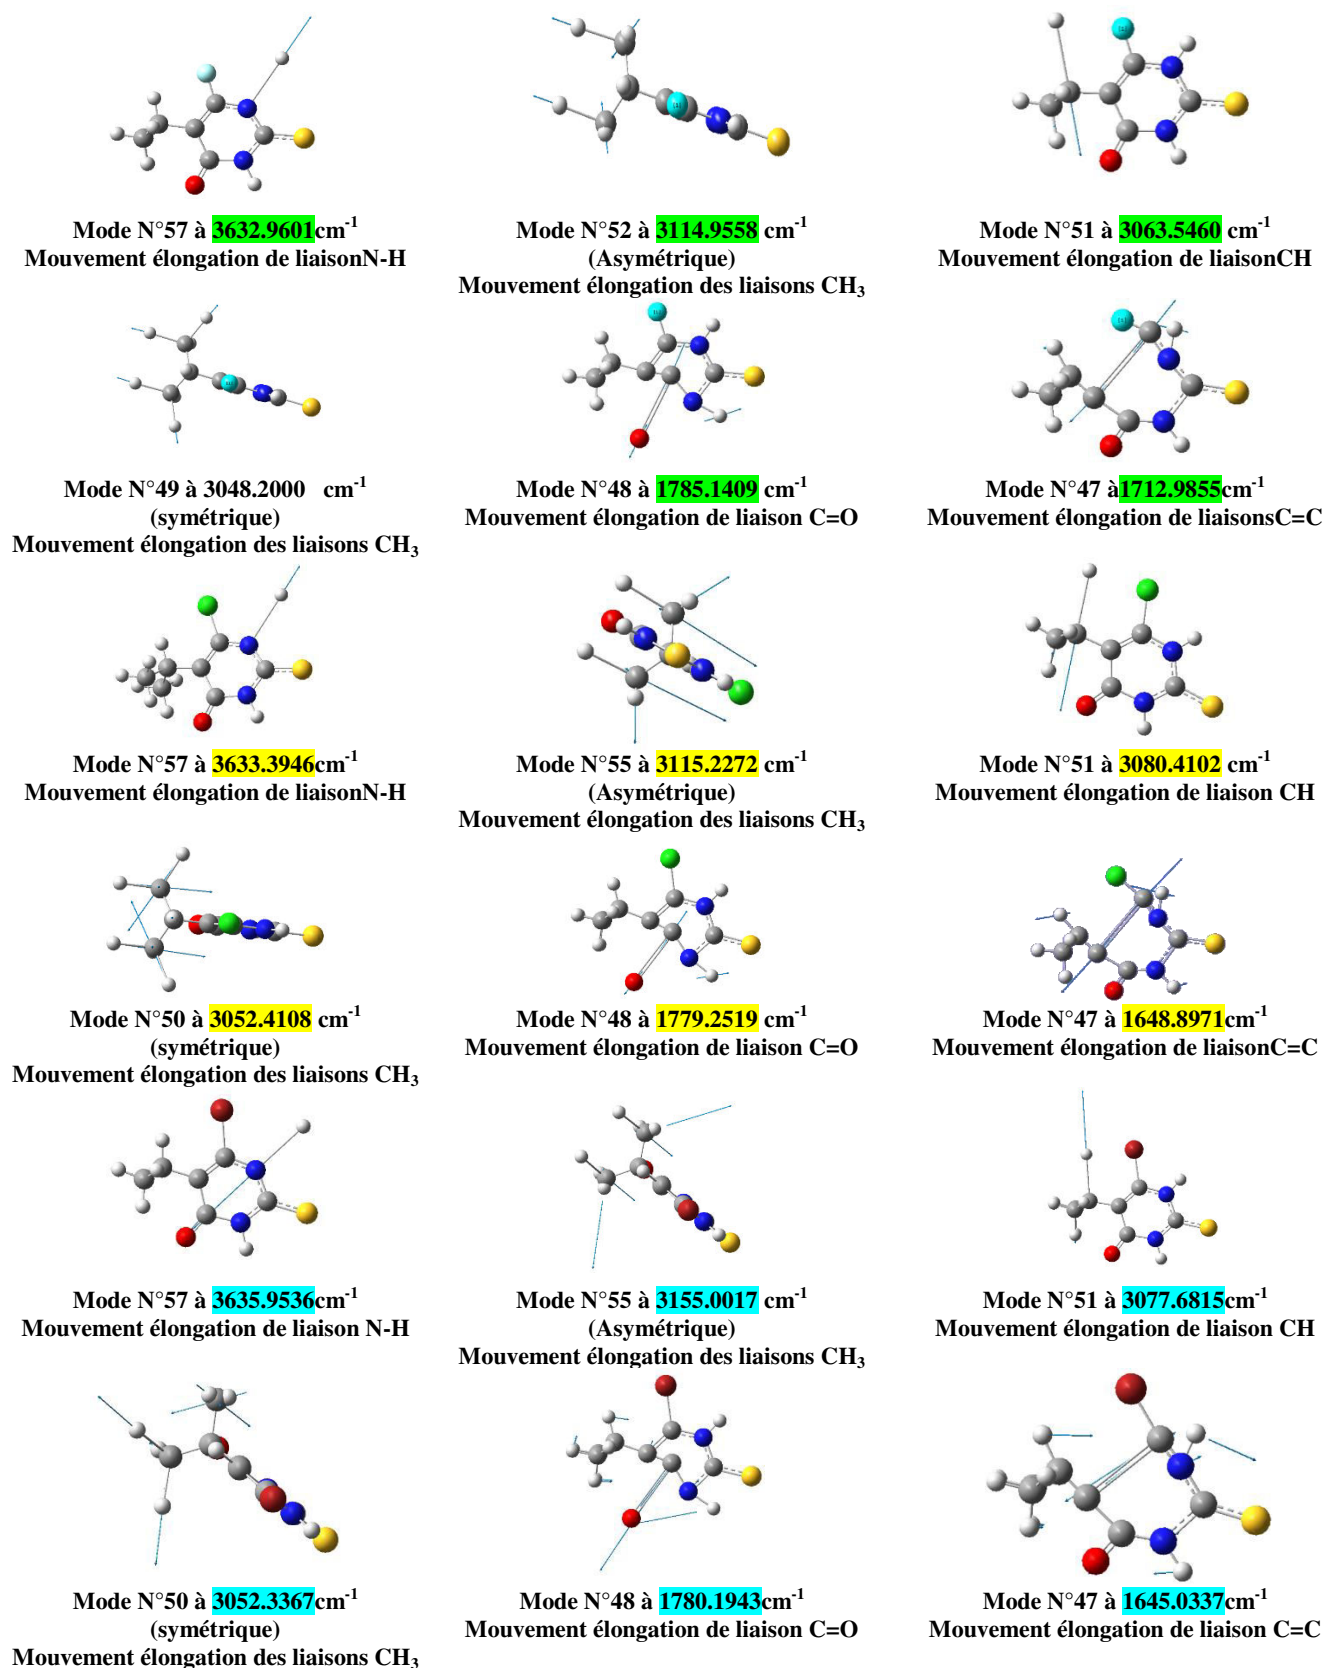 Mode N°57 à 3632.9601cm-1
Mouvement élongation de liaisonN-H
Mode N°52 à 3114.9558 cm-1
(Asymétrique)
Mouvement élongation des liaisons CH3
Mode N°51 à 3063.5460 cm-1
Mouvement élongation de liaisonCH
Mode N°49 à 3048.2000 cm-1
(symétrique)
Mouvement élongation des liaisons CH3
Mode N°48 à 1785.1409 cm-1
Mouvement élongation de liaison C=O
Mode N°47 à1712.9855cm-1
Mouvement élongation de liaisonsC=C
Mode N°57 à 3633.3946cm-1
Mouvement élongation de liaisonN-H
Mode N°55 à 3115.2272 cm-1
(Asymétrique)
Mouvement élongation des liaisons CH3
Mode N°51 à 3080.4102 cm-1
Mouvement élongation de liaison CH
Mode N°50 à 3052.4108 cm-1
(symétrique)
Mouvement élongation des liaisons CH3
Mode N°48 à 1779.2519 cm-1
Mouvement élongation de liaison C=O
Mode N°47 à 1648.8971cm-1
Mouvement élongation de liaisonC=C
Mode N°57 à 3635.9536cm-1
Mouvement élongation de liaison N-H
Mode N°55 à 3155.0017 cm-1
(Asymétrique)
Mouvement élongation des liaisons CH3
Mode N°51 à 3077.6815cm-1
Mouvement élongation de liaison CH
Mode N°50 à 3052.3367cm-1
(symétrique)
Mouvement élongation des liaisons CH3
Mode N°48 à 1780.1943cm-1
Mouvement élongation de liaison C=O
Mode N°47 à 1645.0337cm-1
Mouvement élongation de liaison C=C